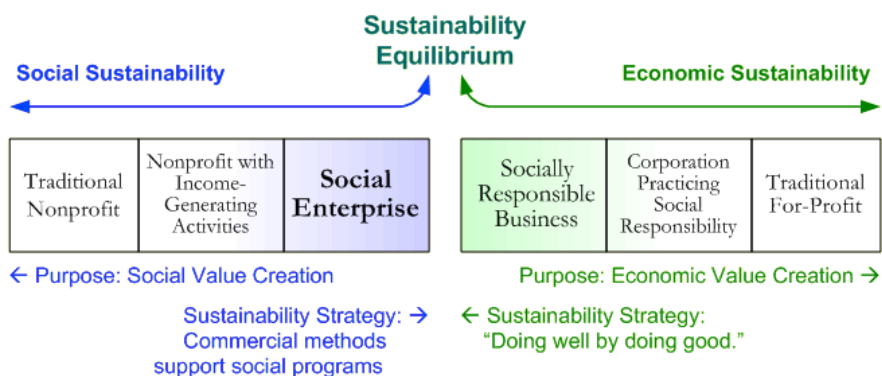 Sustainability
Equilibrium
Social Sustainability
Economic Sustainability
Traditional
Nonprofit
Nonprofit with
Income-
Generating
Activities
Social
Enterprise
Socially
Responsible
Business
Corporation
Practicing
Social
Responsibility
Traditional
For-Profit
← Purpose: Social Value Creation
Purpose: Economic Value Creation →
Sustainability Strategy: →
Commercial methods
support social programs
← Sustainability Strategy:
“Doing well by doing good.”